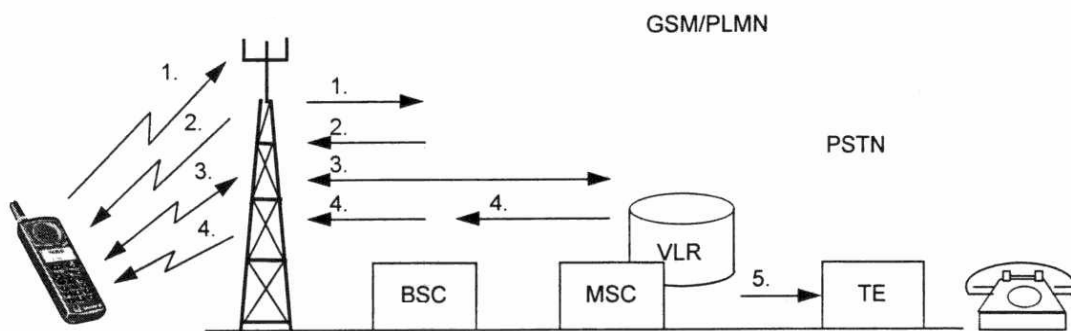 GSM/PLMN
1.
1.
2.
2.
PSTN
3.
3.
4.
4.
4.
VLR
BSC
MSC
5.
TE